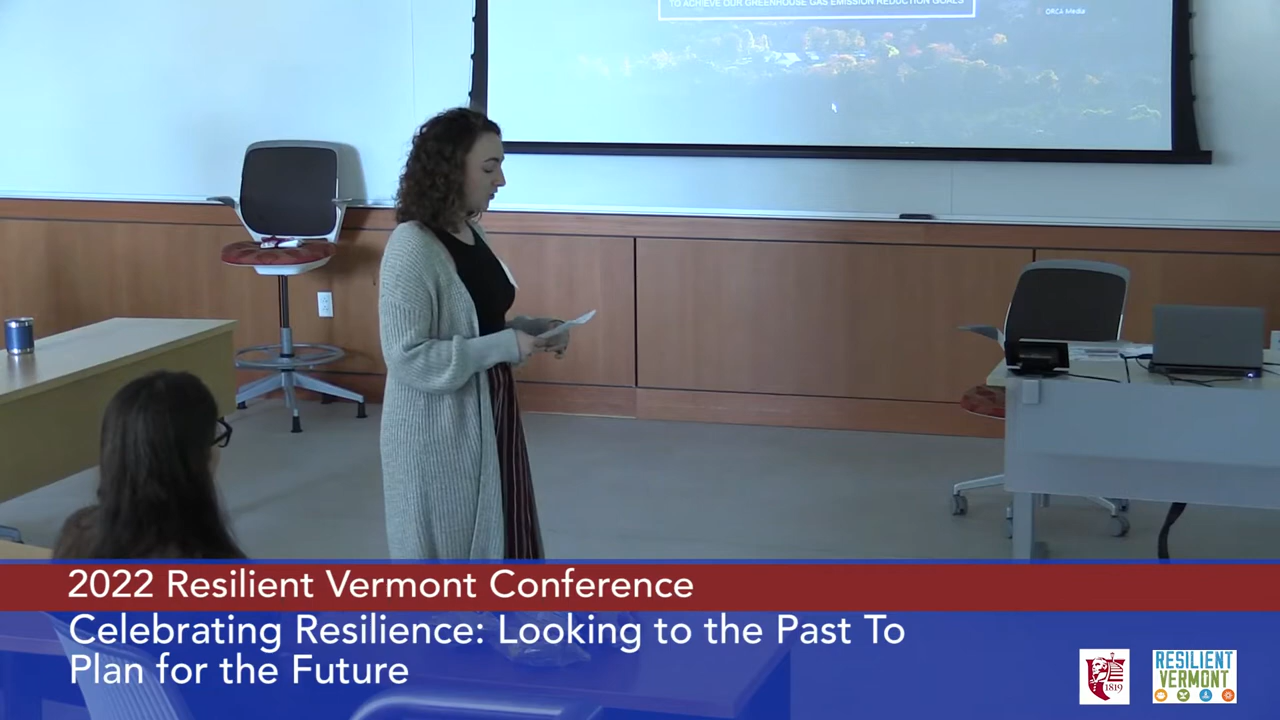 TO ACHIEVE OUR GREENHOUSE GAS EMISSION REDUCTION GOALS
ORCA Media
2022 Resilient Vermont Conference
Celebrating Resilience: Looking to the Past To
Plan for the Future
1819
RESILIENT
VERMONT